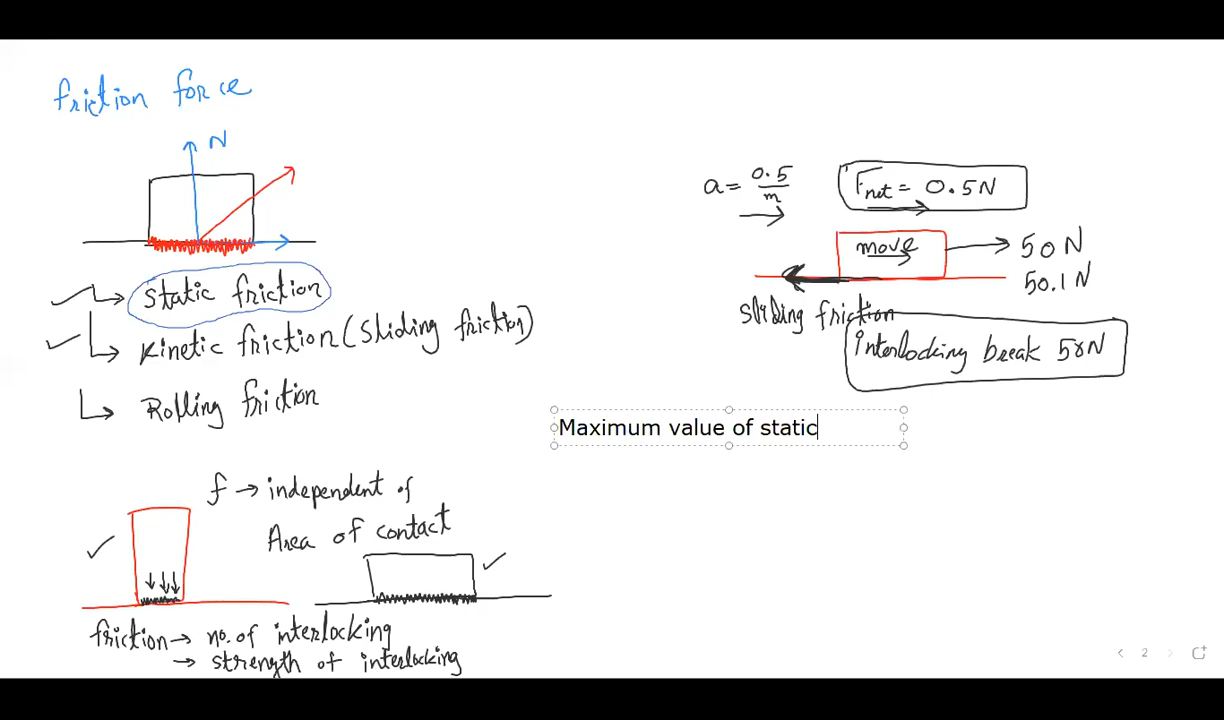 friction force
N
static friction
Kinetic friction (Sliding friction)
Rolling friction
f → independent of
Area of contact
friction → no. of interlocking
→ strength of interlocking
a = 0.5/m
Fnet = 0.5N
move
50 N
50.1 N
sliding friction
interlocking break 50N
Maximum value of static
2